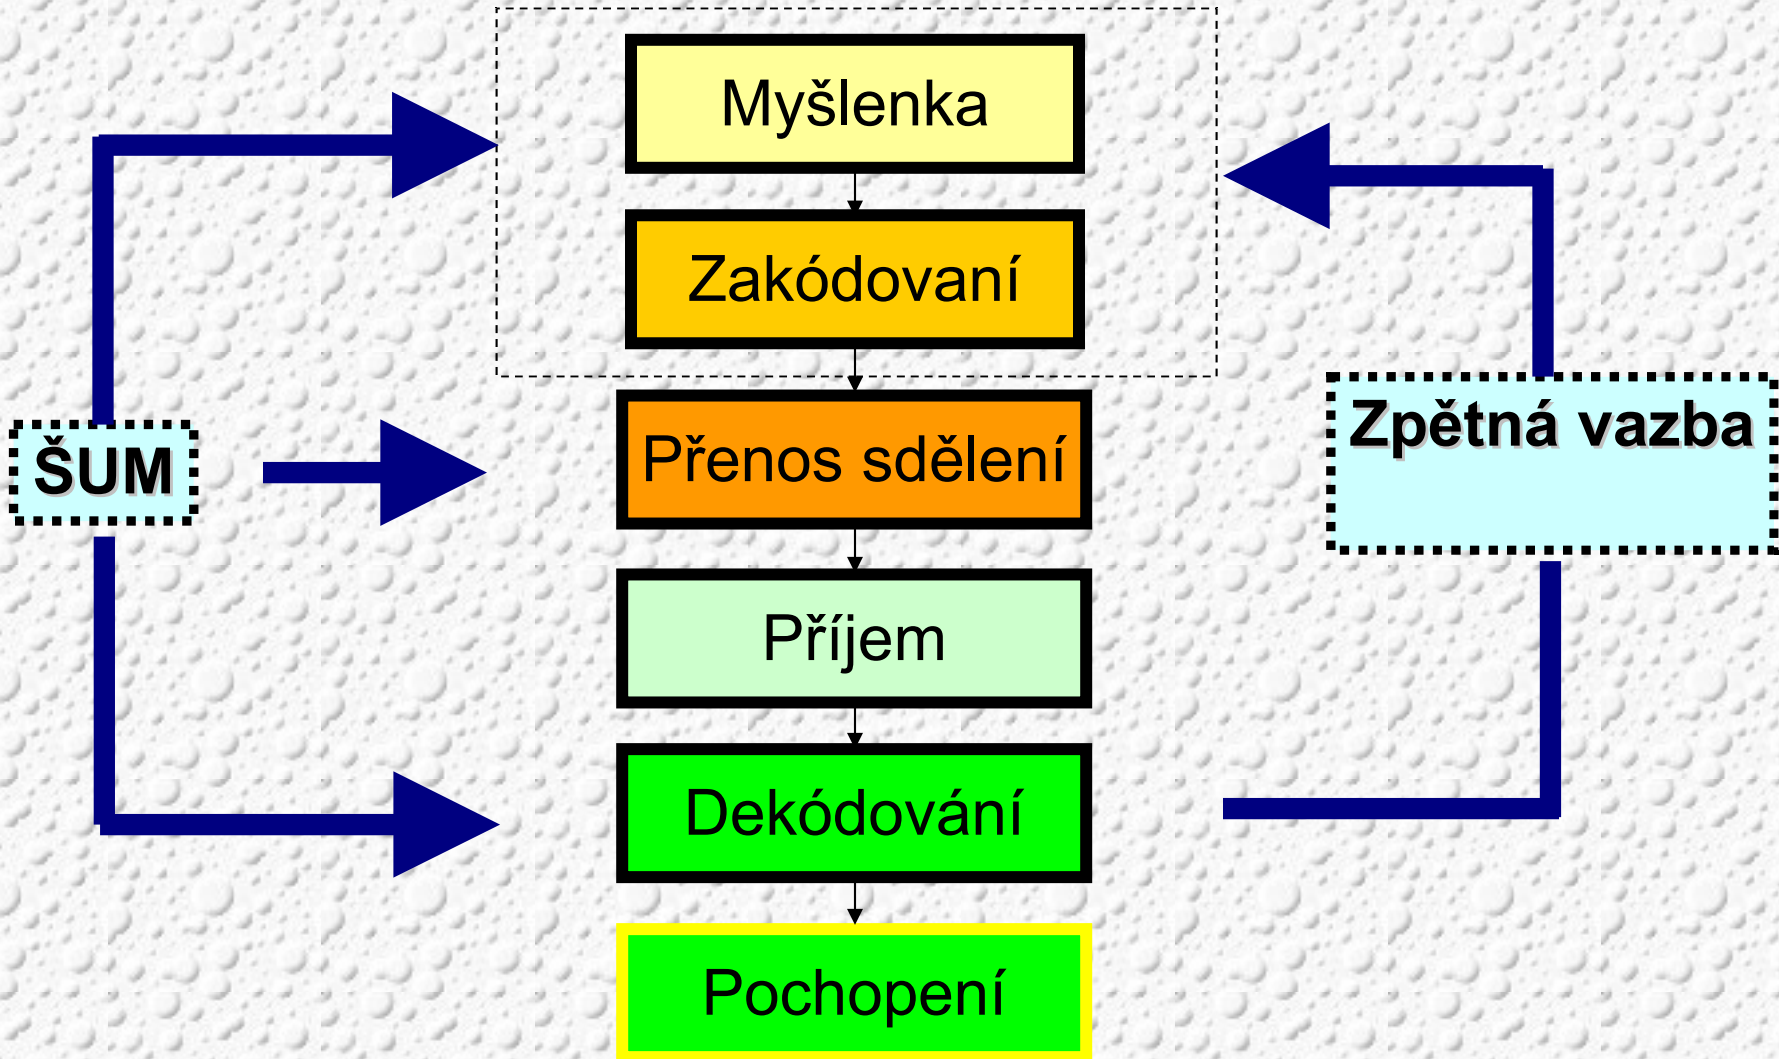 Myšlenka
Zakódovaní
Přenos sdělení
Příjem
Dekódování
Pochopení
ŠUM
Zpětná vazba